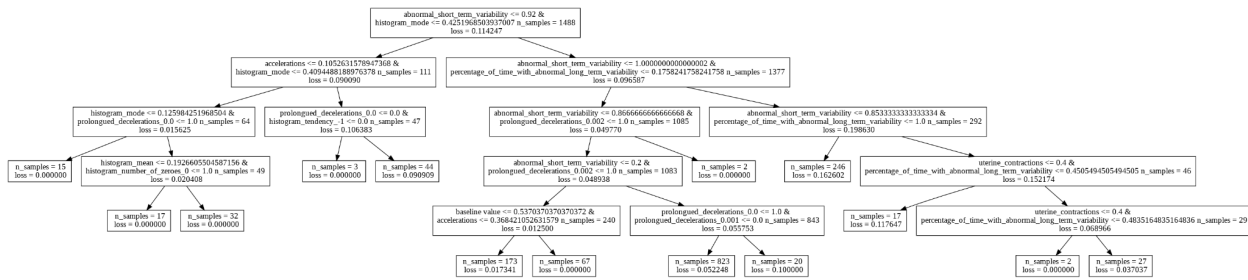 abnormal_short_term_variability <= 0.92 &
histogram_mode <= 0.4251968503937007 n_samples = 1488
loss = 0.114247
accelerations <= 0.1052631578947368 &
histogram_mode <= 0.4094488188976378 n_samples = 111
loss = 0.090090
abnormal_short_term_variability <= 1.0000000000000002 &
percentage_of_time_with_abnormal_long_term_variability <= 0.1758241758241758 n_samples = 1377
loss = 0.096587
histogram_mode <= 0.125984251968504 &
prolongued_decelerations_0.0 <= 1.0 n_samples = 64
loss = 0.015625
prolongued_decelerations_0.0 <= 0.0 &
histogram_tendency_-1 <= 0.0 n_samples = 47
loss = 0.106383
abnormal_short_term_variability <= 0.8666666666666668 &
prolongued_decelerations_0.002 <= 1.0 n_samples = 1085
loss = 0.049770
abnormal_short_term_variability <= 0.8533333333333334 &
percentage_of_time_with_abnormal_long_term_variability <= 1.0 n_samples = 292
loss = 0.198630
n_samples = 15
loss = 0.000000
histogram_mean <= 0.1926605504587156 &
histogram_number_of_zeroes_0 <= 1.0 n_samples = 49
loss = 0.020408
n_samples = 3
loss = 0.000000
n_samples = 44
loss = 0.090909
abnormal_short_term_variability <= 0.2 &
prolongued_decelerations_0.002 <= 1.0 n_samples = 1083
loss = 0.048938
n_samples = 2
loss = 0.000000
n_samples = 246
loss = 0.162602
uterine_contractions <= 0.4 &
percentage_of_time_with_abnormal_long_term_variability <= 0.4505494505494505 n_samples = 46
loss = 0.152174
n_samples = 17
loss = 0.000000
n_samples = 32
loss = 0.000000
baseline value <= 0.5370370370370372 &
accelerations <= 0.368421052631579 n_samples = 240
loss = 0.012500
prolongued_decelerations_0.0 <= 1.0 &
prolongued_decelerations_0.001 <= 0.0 n_samples = 843
loss = 0.055753
n_samples = 17
loss = 0.117647
uterine_contractions <= 0.4 &
percentage_of_time_with_abnormal_long_term_variability <= 0.4835164835164836 n_samples = 29
loss = 0.068966
n_samples = 173
loss = 0.017341
n_samples = 67
loss = 0.000000
n_samples = 823
loss = 0.052248
n_samples = 20
loss = 0.100000
n_samples = 2
loss = 0.000000
n_samples = 27
loss = 0.037037